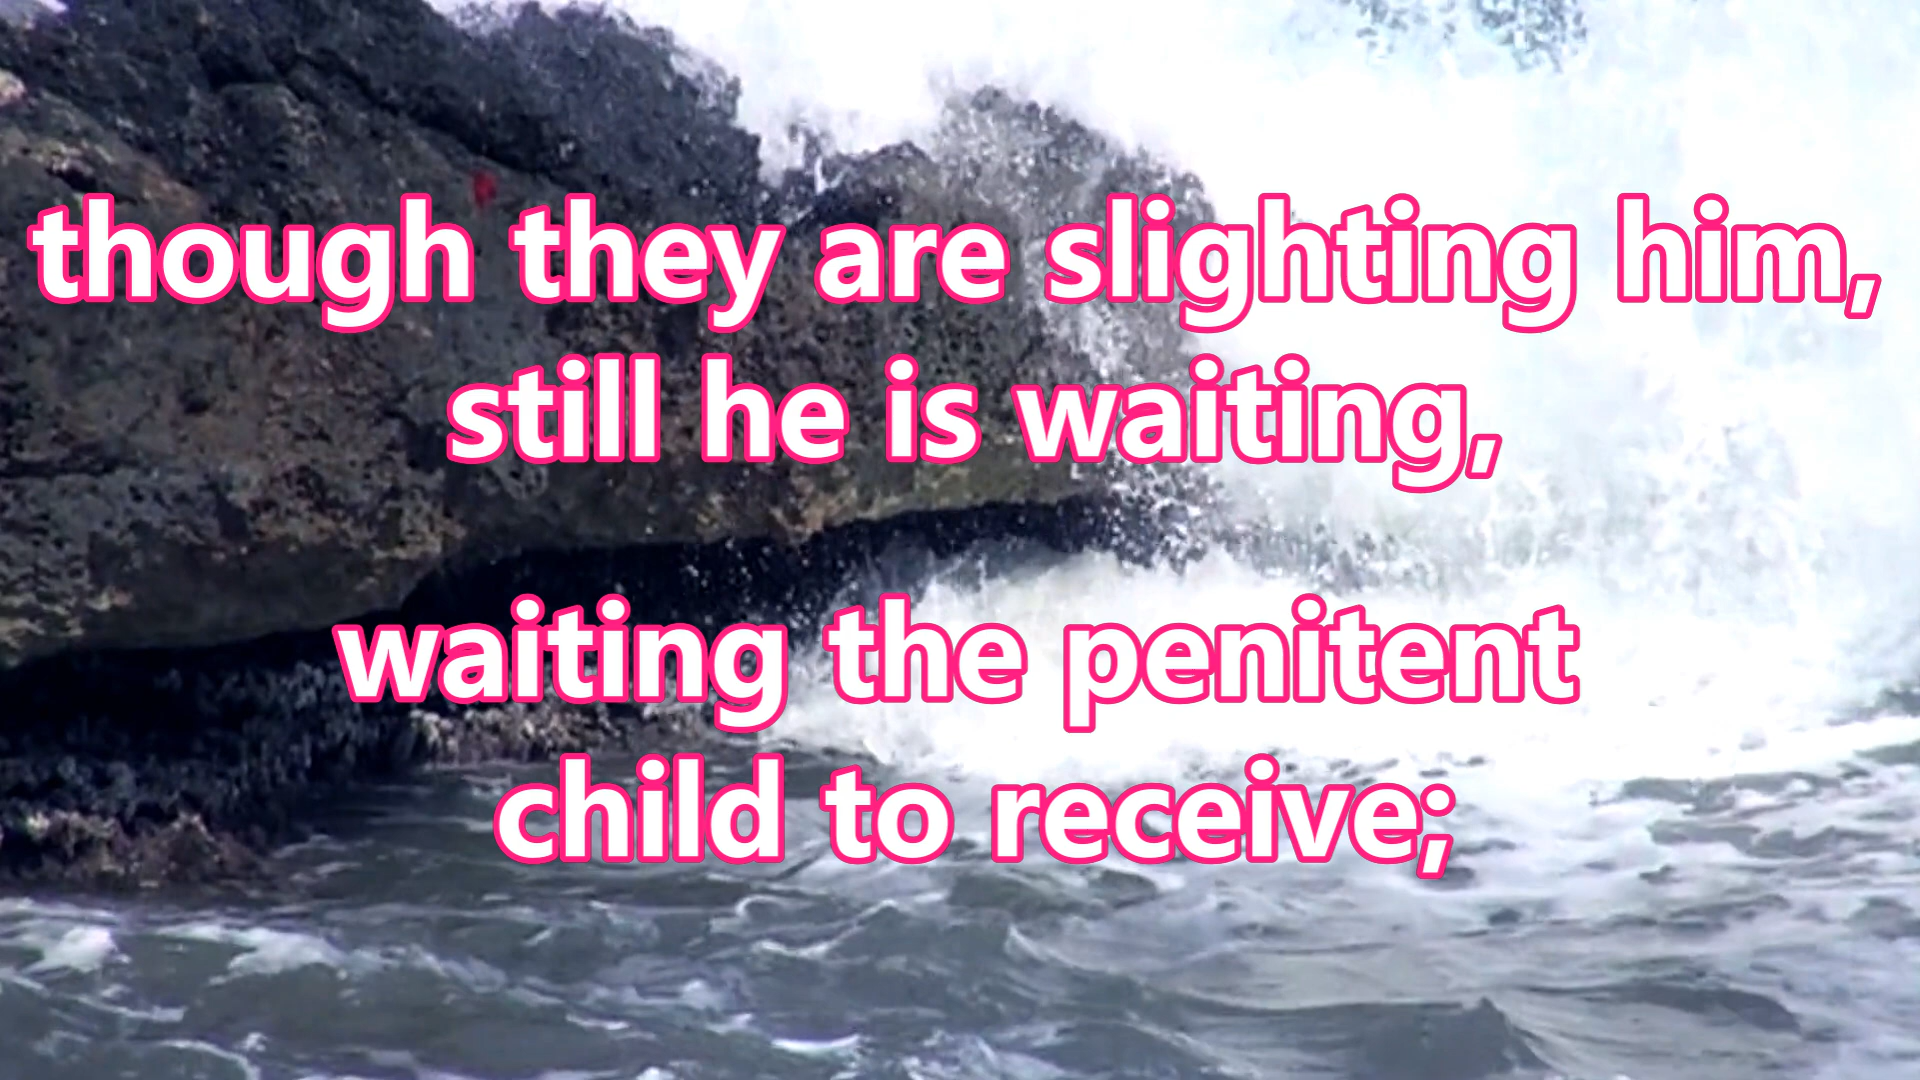 though they are slighting him,
still he is waiting,
waiting the penitent
child to receive;